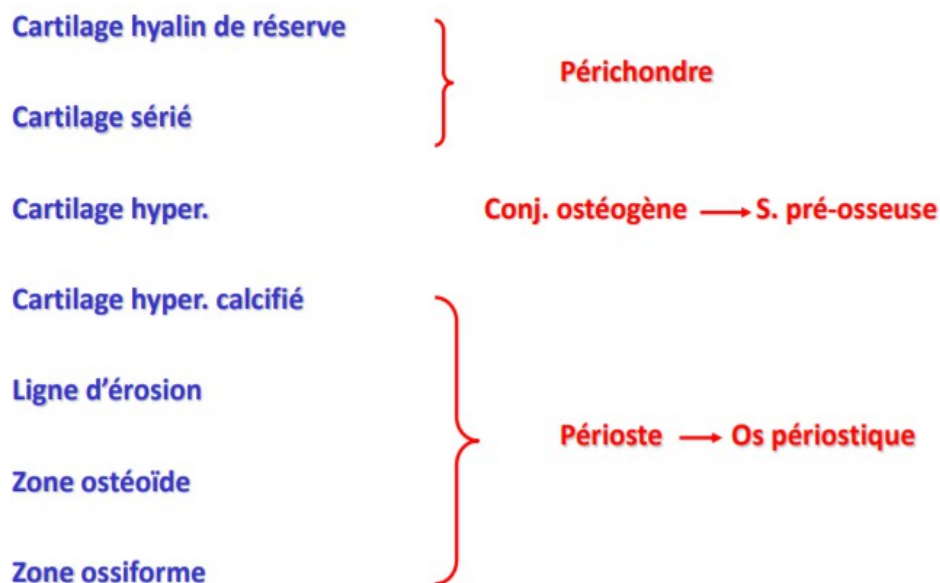 Cartilage hyalin de réserve
Périchondre
Cartilage sérié
Cartilage hyper.
Conj. ostéogène → S. pré-osseuse
Cartilage hyper. calcifié
Ligne d’érosion
Périoste → Os périostique
Zone ostéoïde
Zone ossiforme